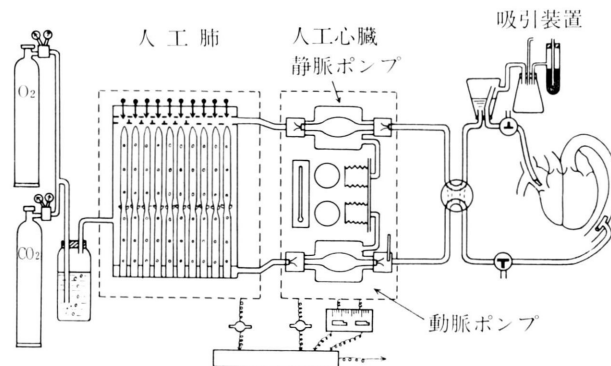 吸引装置
人工肺
人工心臓
静脈ポンプ
O₂
CO₂
動脈ポンプ